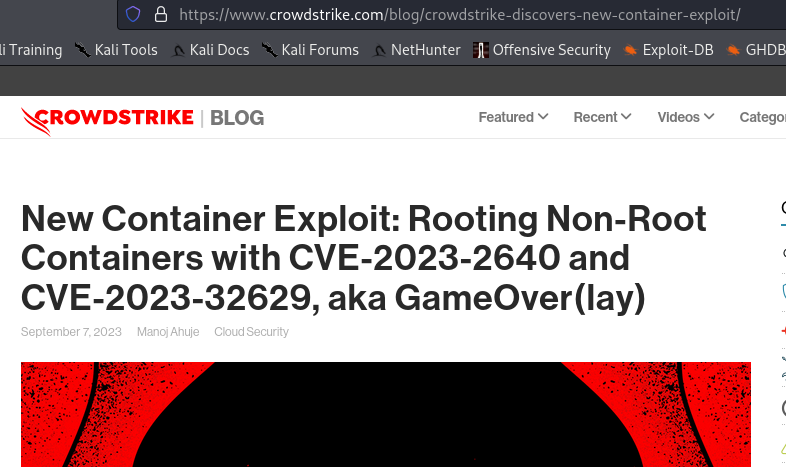 https://www.crowdstrike.com/blog/crowdstrike-discovers-new-container-exploit/
li Training Kali Tools Kali Docs Kali Forums NetHunter Offensive Security Exploit-DB GHDB
CROWDSTRIKE | BLOG Featured Recent Videos Catego
New Container Exploit: Rooting Non-Root
Containers with CVE-2023-2640 and
CVE-2023-32629, aka GameOver(lay)
September 7, 2023 Manoj Ahuje Cloud Security